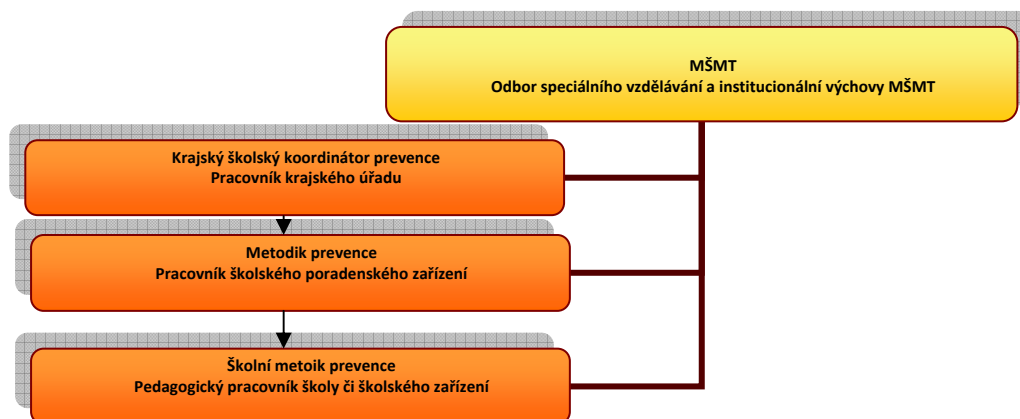 MŠMT
Odbor speciálního vzdělávání a institucionální výchovy MŠMT
Krajský školský koordinátor prevence
Pracovník krajského úřadu
Metodik prevence
Pracovník školského poradenského zařízení
Školní metoik prevence
Pedagogický pracovník školy či školského zařízení